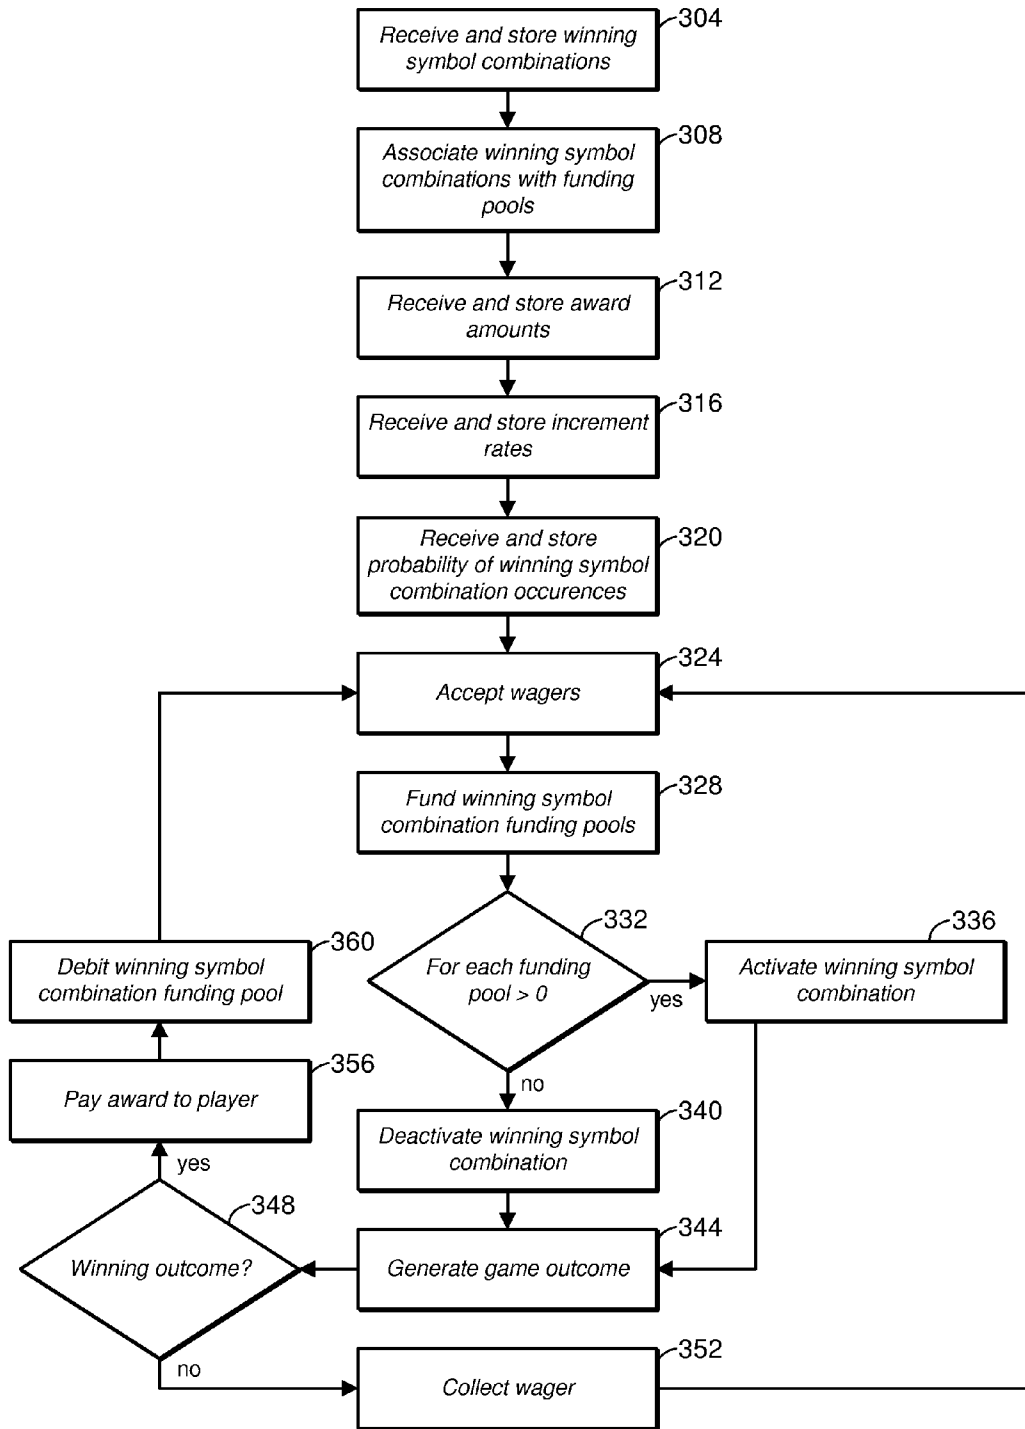 Receive and store winning
symbol combinations
304
Associate winning symbol
combinations with funding
pools
308
Receive and store award
amounts
312
Receive and store increment
rates
316
Receive and store
probability of winning symbol
combination occurences
320
Accept wagers
324
Fund winning symbol
combination funding pools
328
For each funding
pool > 0
332
yes
no
Activate winning symbol
combination
336
Deactivate winning symbol
combination
340
Generate game outcome
344
Winning outcome?
348
yes
no
Collect wager
352
Pay award to player
356
Debit winning symbol
combination funding pool
360